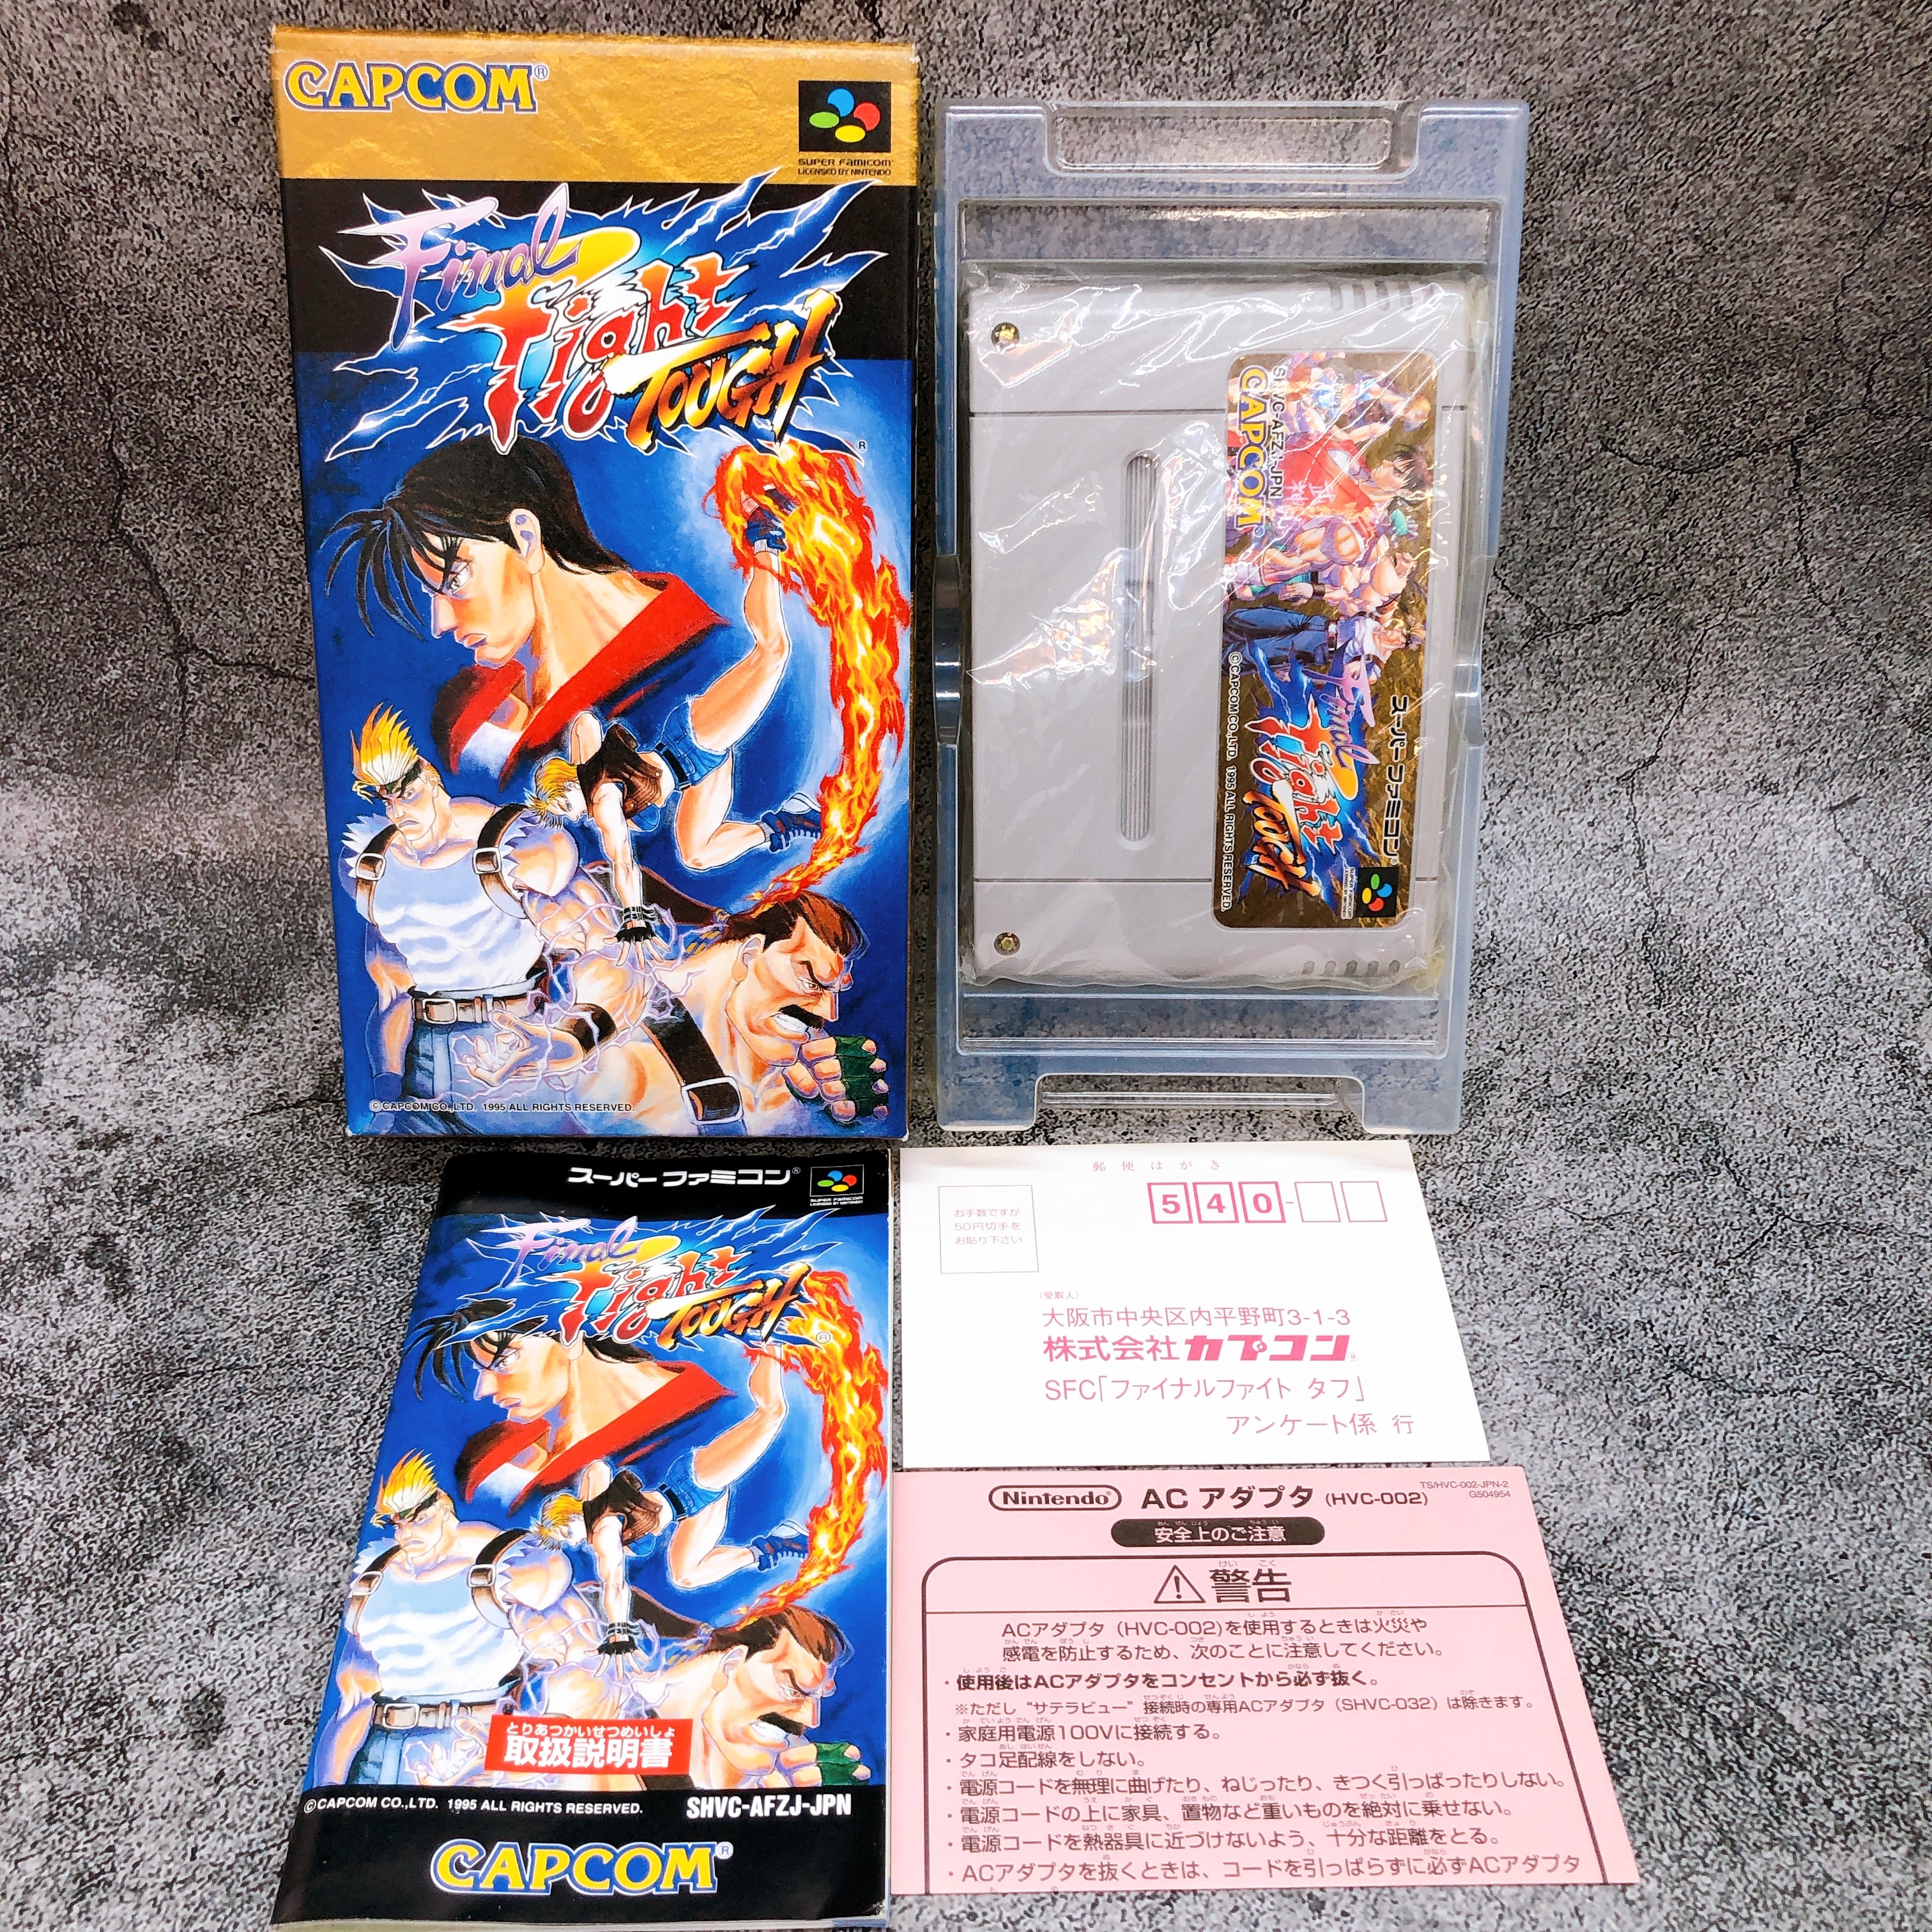 CAPCOM®
SUPER FAMICOM
LICENSED BY NINTENDO
Final
Fight
TOUGH
®
© CAPCOM CO., LTD. 1995 ALL RIGHTS RESERVED.
SHVC-AFZJ-JPN
CAPCOM®
スーパーファミコン
Final
Fight
TOUGH
© CAPCOM CO.,LTD. 1995 ALL RIGHTS RESERVED.
スーパーファミコン®
SUPER FAMICOM
LICENSED BY NINTENDO
Final
Fight
TOUGH
®
とりあつかいせつめいしょ
取扱説明書
© CAPCOM CO.,LTD. 1995 ALL RIGHTS RESERVED.
SHVC-AFZJ-JPN
CAPCOM®
郵便はがき
お手数ですが
50円切手を
お貼り下さい
540-
(受取人)
大阪市中央区内平野町3-1-3
株式会社カプコン
SFC「ファイナルファイト タフ」
アンケート係 行
TS/HVC-002-JPN-2
G504954
Nintendo® AC アダプタ (HVC-002)
あんぜんじょう ちゅうい
安全上のご注意
けいこく
警告
ACアダプタ (HVC-002)を使用するときは火災や
感電を防止するため、次のことに注意してください。
・使用後はACアダプタをコンセントから必ず抜く。
※ただし“サテラビュー”接続時の専用ACアダプタ (SHVC-032) は除きます。
・家庭用電源100Vに接続する。
・タコ足配線をしない。
・電源コードを無理に曲げたり、ねじったり、きつく引っぱったりしない。
・電源コードの上に家具、置物など重いものを絶対に乗せない。
・電源コードを熱器具に近づけないよう、十分な距離をとる。
・ACアダプタを抜くときは、コードを引っぱらずに必ずACアダプタ